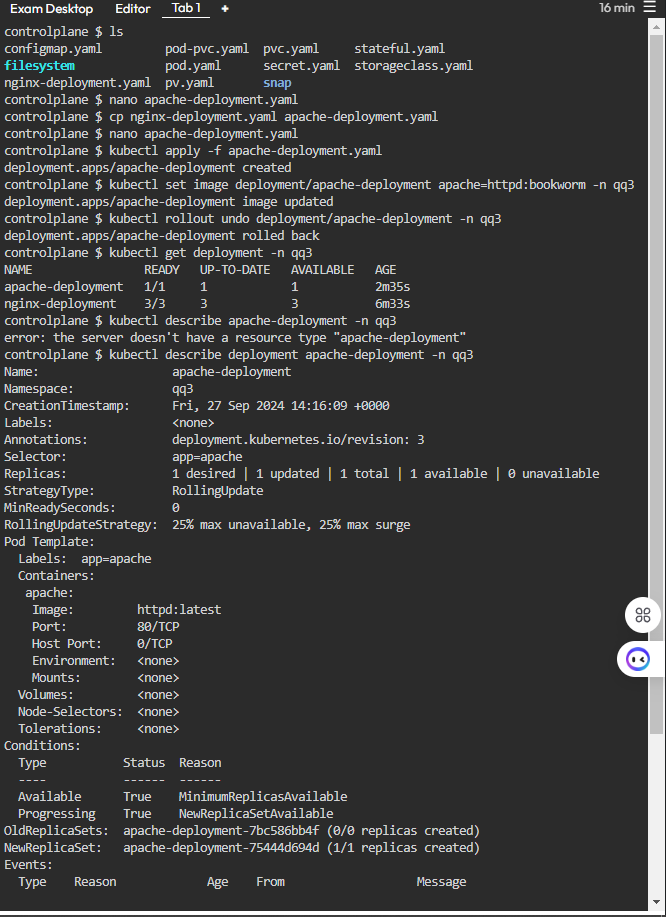 Exam Desktop Editor Tab 1 + 16 min
controlplane $ ls
configmap.yaml pod-pvc.yaml pvc.yaml stateful.yaml
filesystem pod.yaml secret.yaml storageclass.yaml
nginx-deployment.yaml pv.yaml snap
controlplane $ nano apache-deployment.yaml
controlplane $ cp nginx-deployment.yaml apache-deployment.yaml
controlplane $ nano apache-deployment.yaml
controlplane $ kubectl apply -f apache-deployment.yaml
deployment.apps/apache-deployment created
controlplane $ kubectl set image deployment/apache-deployment apache=httpd:bookworm -n qq3
deployment.apps/apache-deployment image updated
controlplane $ kubectl rollout undo deployment/apache-deployment -n qq3
deployment.apps/apache-deployment rolled back
controlplane $ kubectl get deployment -n qq3
NAME READY UP-TO-DATE AVAILABLE AGE
apache-deployment 1/1 1 1 2m35s
nginx-deployment 3/3 3 3 6m33s
controlplane $ kubectl describe apache-deployment -n qq3
error: the server doesn't have a resource type "apache-deployment"
controlplane $ kubectl describe deployment apache-deployment -n qq3
Name: apache-deployment
Namespace: qq3
CreationTimestamp: Fri, 27 Sep 2024 14:16:09 +0000
Labels: <none>
Annotations: deployment.kubernetes.io/revision: 3
Selector: app=apache
Replicas: 1 desired | 1 updated | 1 total | 1 available | 0 unavailable
StrategyType: RollingUpdate
MinReadySeconds: 0
RollingUpdateStrategy: 25% max unavailable, 25% max surge
Pod Template:
Labels: app=apache
Containers:
apache:
Image: httpd:latest
Port: 80/TCP
Host Port: 0/TCP
Environment: <none>
Mounts: <none>
Volumes: <none>
Node-Selectors: <none>
Tolerations: <none>
Conditions:
Type Status Reason
---- ------ ------
Available True MinimumReplicasAvailable
Progressing True NewReplicaSetAvailable
OldReplicaSets: apache-deployment-7bc586bb4f (0/0 replicas created)
NewReplicaSet: apache-deployment-75444d694d (1/1 replicas created)
Events:
Type Reason Age From Message